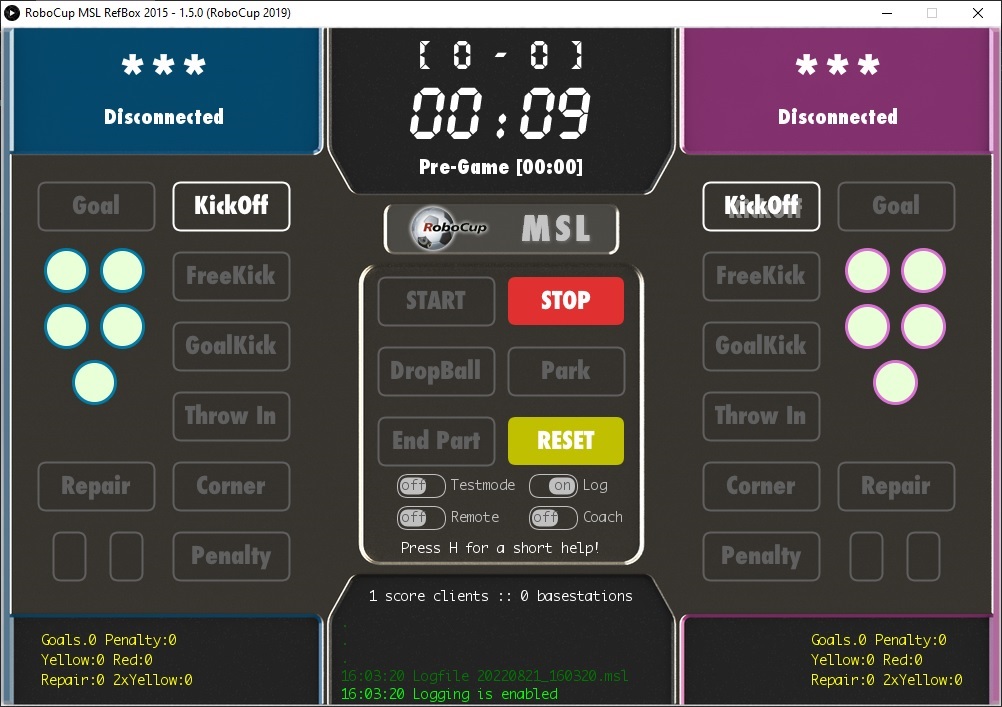 RoboCup MSL RefBox 2015 - 1.5.0 (RoboCup 2019)
***
Disconnected
[ 0 - 0 ]
00:09
Pre-Game [00:00]
***
Disconnected
Goal
KickOff
FreeKick
GoalKick
Throw In
Repair
Corner
Penalty
RoboCup MSL
START
STOP
DropBall
Park
End Part
RESET
off Testmode
on Log
off Remote
off Coach
Press H for a short help!
KickOff
Goal
FreeKick
GoalKick
Throw In
Corner
Repair
Penalty
Goals.0 Penalty:0
Yellow:0 Red:0
Repair:0 2xYellow:0
1 score clients :: 0 basestations
.
.
16:03:20 Logfile 20220821_160320.msl
16:03:20 Logging is enabled
Goals.0 Penalty:0
Yellow:0 Red:0
Repair:0 2xYellow:0